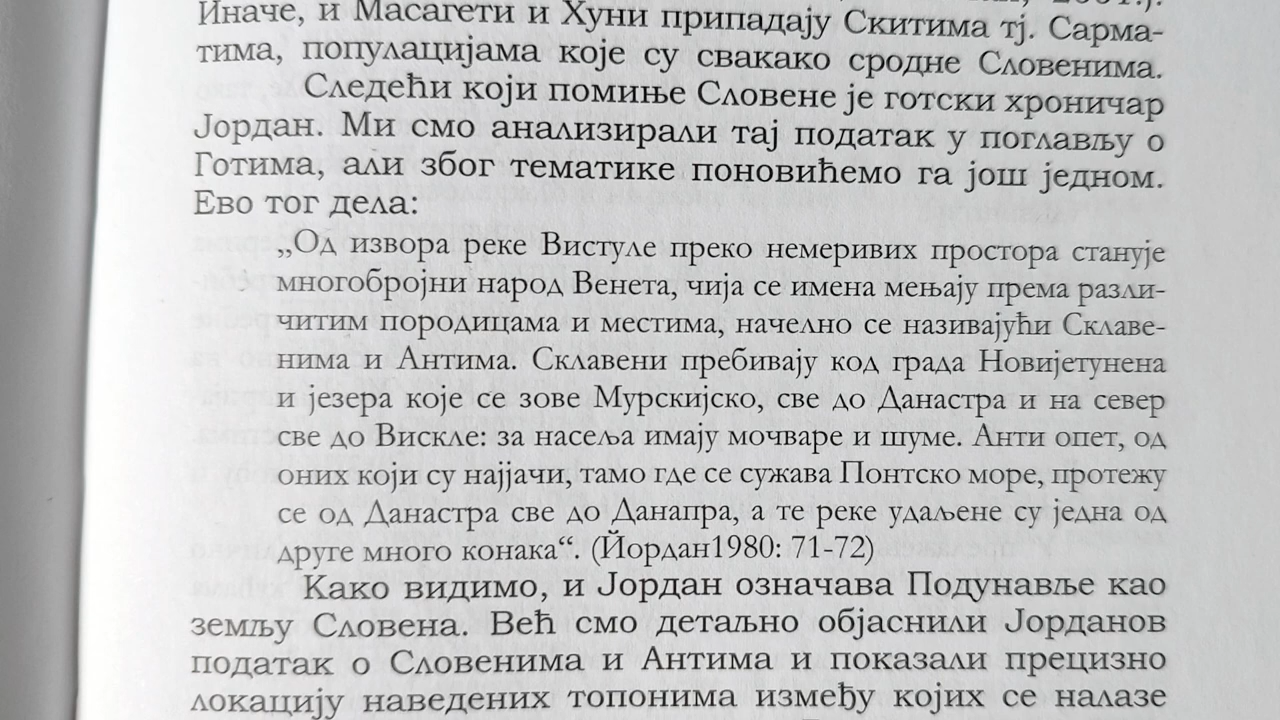 Иначе, и Масагети и Хуни припадају Скитима тј. Сарма-
тима, популацијама које су свакако сродне Словенима.
Следећи који помиње Словене је готски хроничар
Јордан. Ми смо анализирали тај податак у поглављу о
Готима, али због тематике поновићемо га још једном.
Ево тог дела:
„Од извора реке Вистуле преко немеривих простора станује
многобројни народ Венета, чија се имена мењају према разли-
читим породицама и местима, начелно се називајући Склаве-
нима и Антима. Склавени пребивају код града Новијетунена
и језера које се зове Мурскијско, све до Данастра и на север
све до Вискле: за насеља имају мочваре и шуме. Анти опет, од
оних који су најјачи, тамо где се сужава Понтско море, протежу
се од Данастра све до Данапра, а те реке удаљене су једна од
друге много конака“. (Йордан1980: 71-72)
Како видимо, и Јордан означава Подунавље као
земљу Словена. Већ смо детаљно објаснили Јорданов
податак о Словенима и Антима и показали прецизно
локацију наведених топонима између којих се налазе